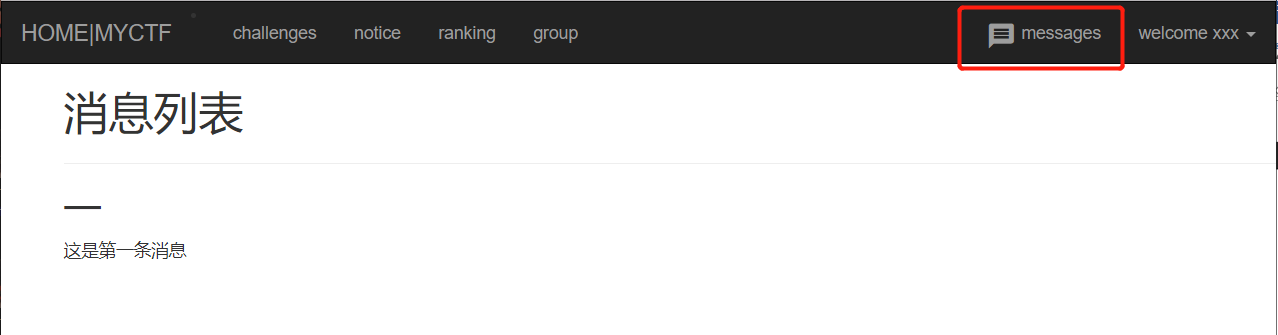 HOME|MYCTF challenges notice ranking group messages welcome xxx
消息列表
一
这是第一条消息